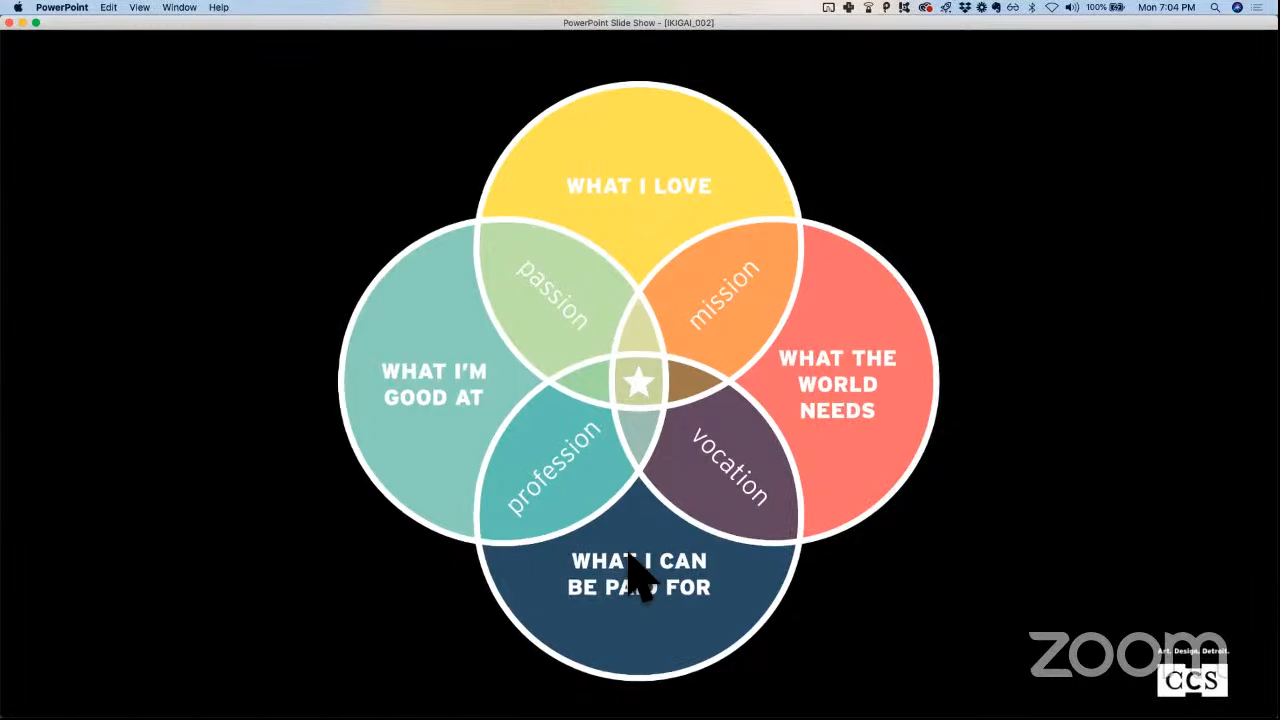 PowerPoint Edit View Window Help
100% Mon 7:04 PM
PowerPoint Slide Show - [IKIGAI_002]
WHAT I LOVE
passion
mission
WHAT I'M
GOOD AT
WHAT THE
WORLD
NEEDS
profession
vocation
WHAT I CAN
BE PAID FOR
zoom
Art. Design. Detroit.
CCS